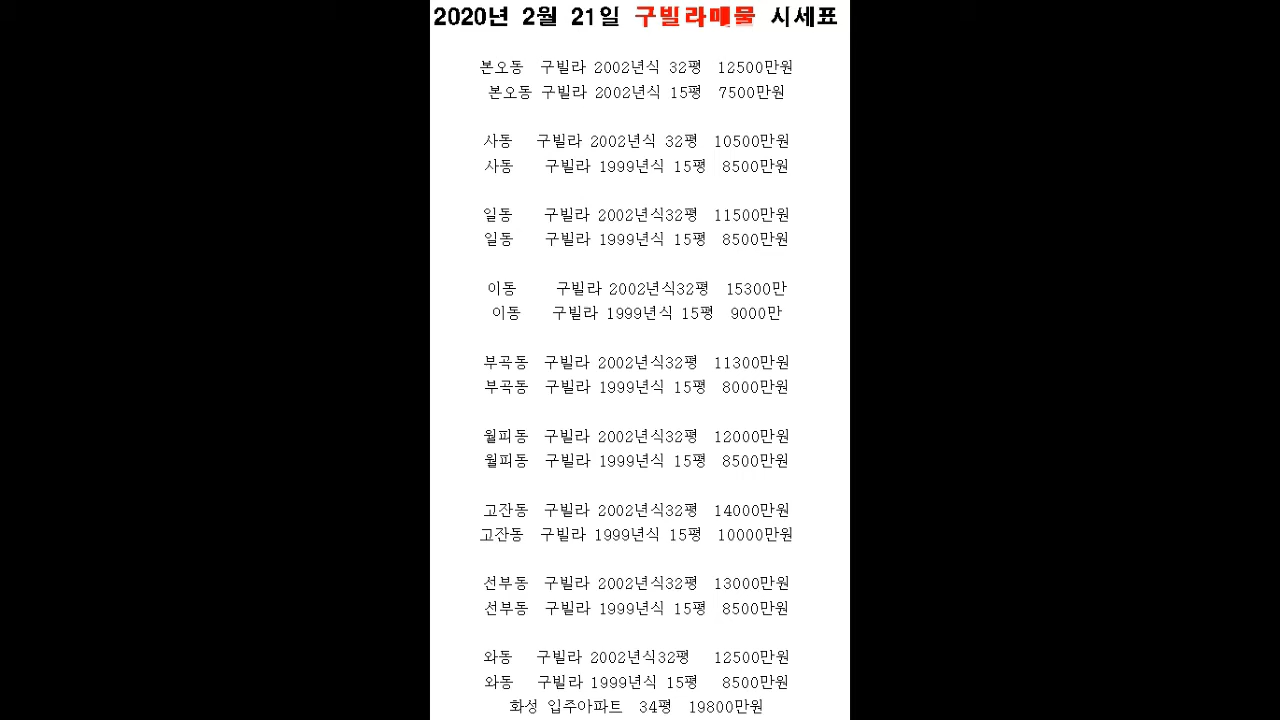 2020년 2월 21일 구빌라매물 시세표
본오동 구빌라 2002년식 32평 12500만원
본오동 구빌라 2002년식 15평 7500만원
사동 구빌라 2002년식 32평 10500만원
사동 구빌라 1999년식 15평 8500만원
일동 구빌라 2002년식32평 11500만원
일동 구빌라 1999년식 15평 8500만원
이동 구빌라 2002년식32평 15300만
이동 구빌라 1999년식 15평 9000만
부곡동 구빌라 2002년식32평 11300만원
부곡동 구빌라 1999년식 15평 8000만원
월피동 구빌라 2002년식32평 12000만원
월피동 구빌라 1999년식 15평 8500만원
고잔동 구빌라 2002년식32평 14000만원
고잔동 구빌라 1999년식 15평 10000만원
선부동 구빌라 2002년식32평 13000만원
선부동 구빌라 1999년식 15평 8500만원
와동 구빌라 2002년식32평 12500만원
와동 구빌라 1999년식 15평 8500만원
화성 입주아파트 34평 19800만원